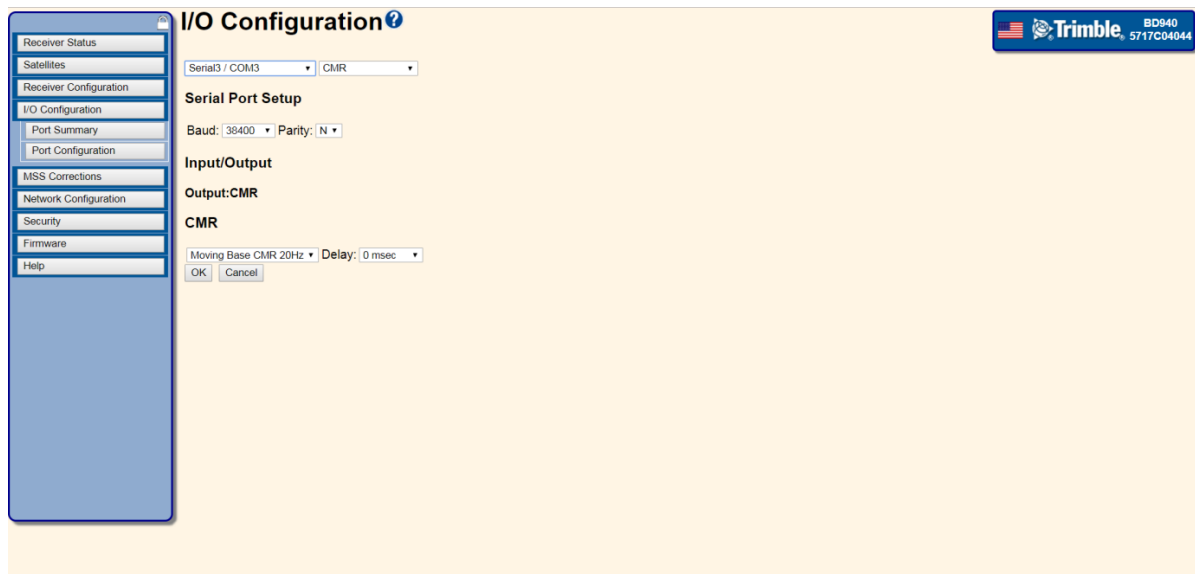 I/O Configuration?
Trimble®
BD940
5717C04044
Receiver Status
Satellites
Receiver Configuration
I/O Configuration
Port Summary
Port Configuration
MSS Corrections
Network Configuration
Security
Firmware
Help
Serial3 / COM3 CMR
Serial Port Setup
Baud: 38400 Parity: N
Input/Output
Output:CMR
CMR
Moving Base CMR 20Hz Delay: 0 msec
OK Cancel